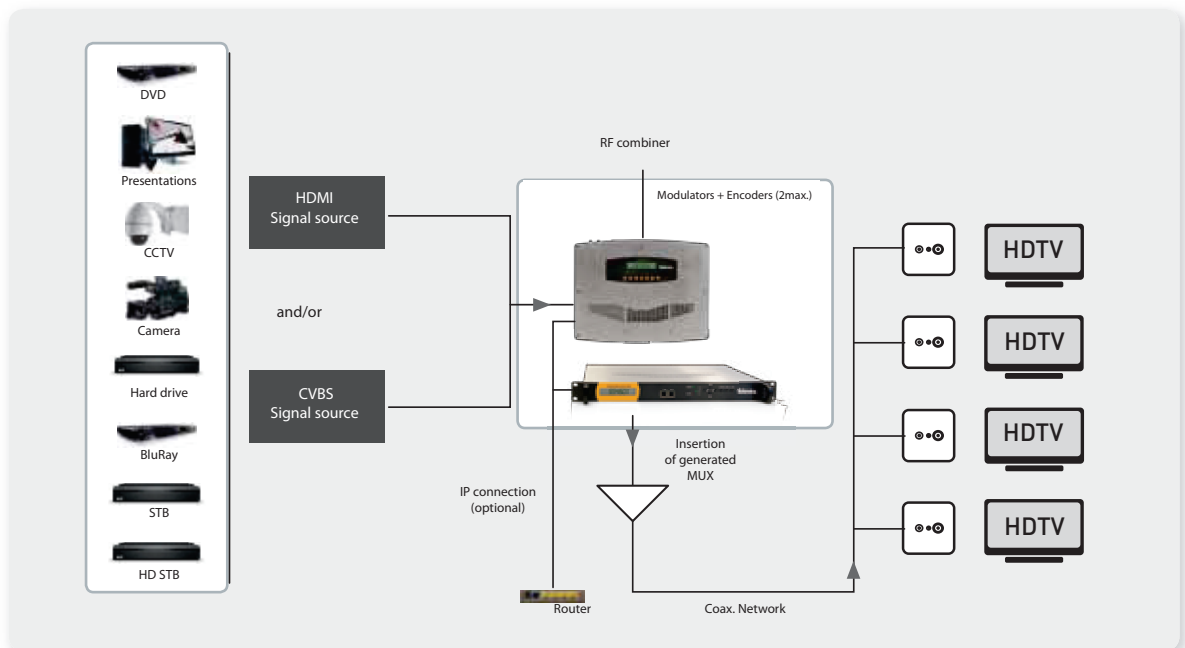 DVD
Presentations
CCTV
Camera
Hard drive
BluRay
STB
HD STB
HDMI
Signal source
and/or
CVBS
Signal source
RF combiner
Modulators + Encoders (2max.)
Insertion
of generated
MUX
IP connection
(optional)
Router
Coax. Network
HDTV
HDTV
HDTV
HDTV